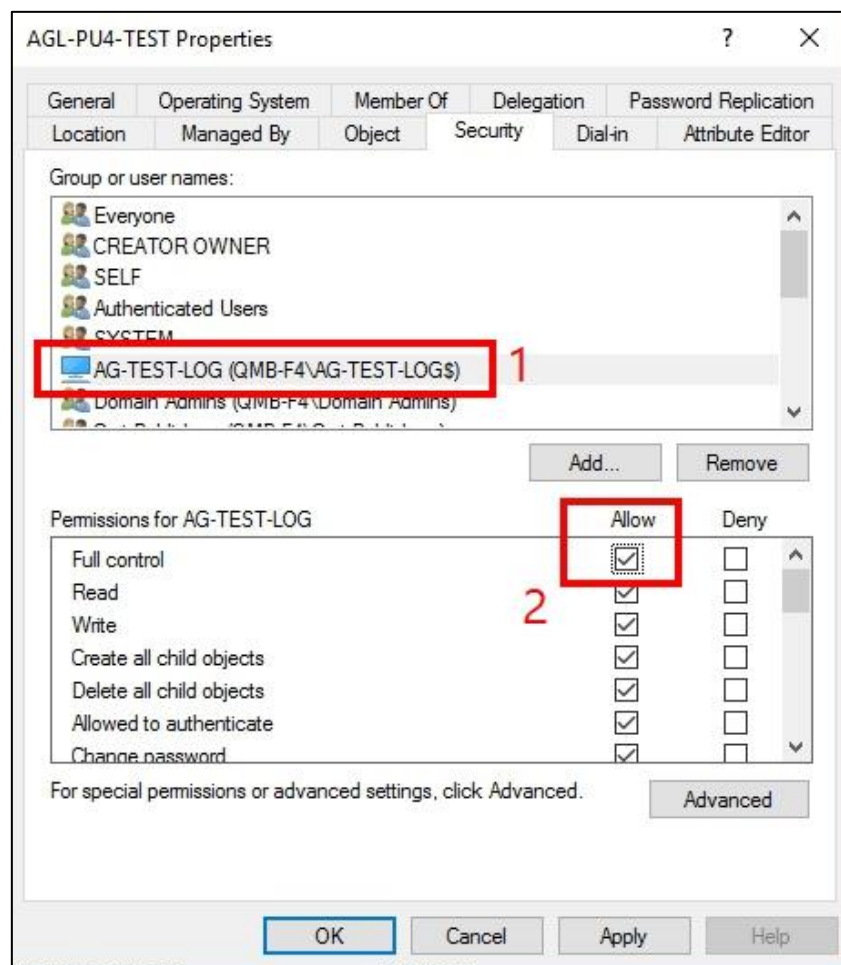 AGL-PU4-TEST Properties ?
General Operating System Member Of Delegation Password Replication
Location Managed By Object Security Dial-in Attribute Editor
Group or user names:
Everyone
CREATOR OWNER
SELF
Authenticated Users
SYSTEM
AG-TEST-LOG (QMB-F4\AG-TEST-LOG$) 1
Domain Admins (QMB-F4\Domain Admins)
Add... Remove
Permissions for AG-TEST-LOG Allow Deny
Full control
Read
2
Write
Create all child objects
Delete all child objects
Allowed to authenticate
Change password
For special permissions or advanced settings, click Advanced. Advanced
OK Cancel Apply Help